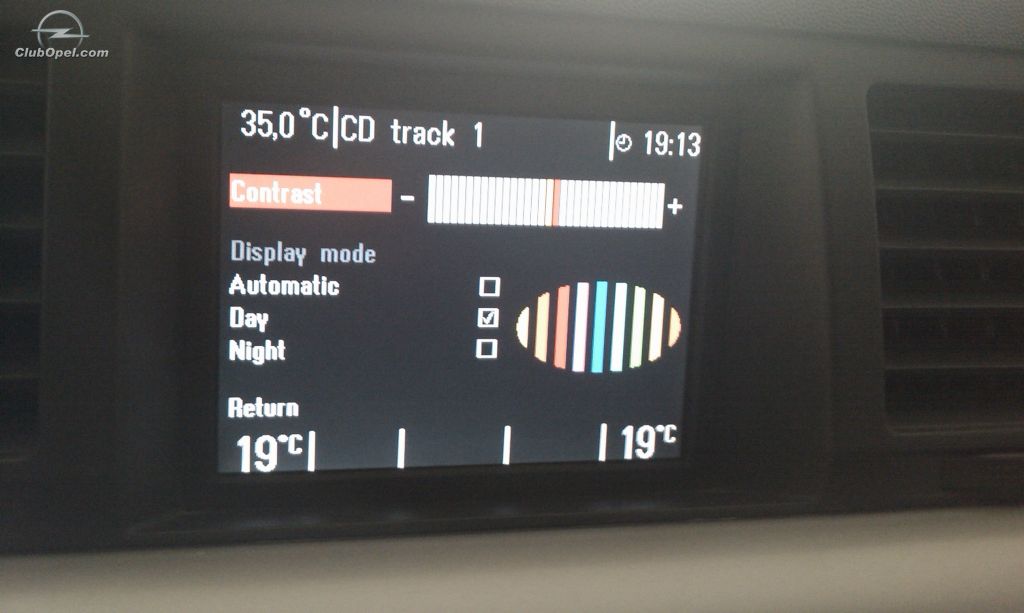 ClubOpel.com
35,0°C CD track 1 19:13
Contrast - +
Display mode
Automatic
Day
Night
Return
19°C 19°C